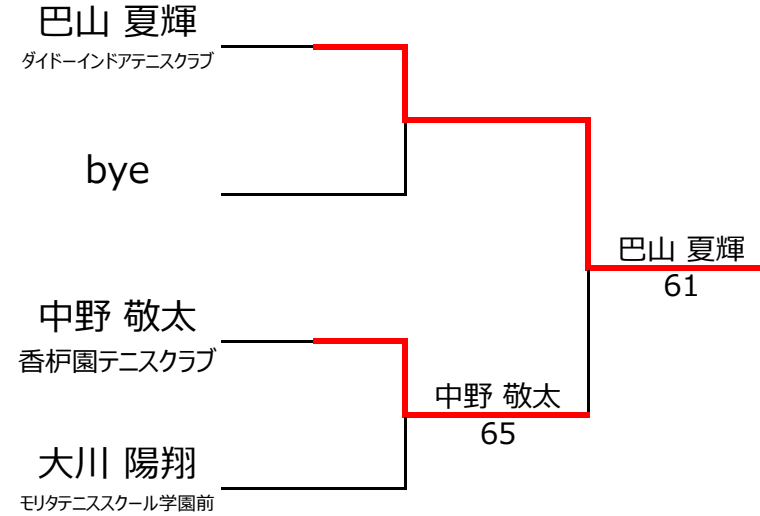 巴山 夏輝
ダイドーインドアテニスクラブ
bye
巴山 夏輝
61
中野 敬太
香枦園テニスクラブ
中野 敬太
65
大川 陽翔
モリタテニススクール学園前